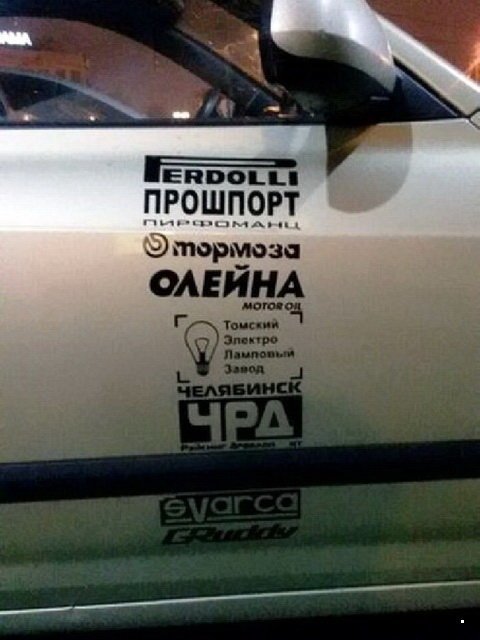 PERDOLLI
ПРОШПОРТ
ПИРФОМАНЦ
тормоза
ОЛЕЙНА
MOTOR OIL
Томский
Электро
Ламповый
Завод
ЧЕЛЯБИНСК
ЧРД
svarca
GRuddy